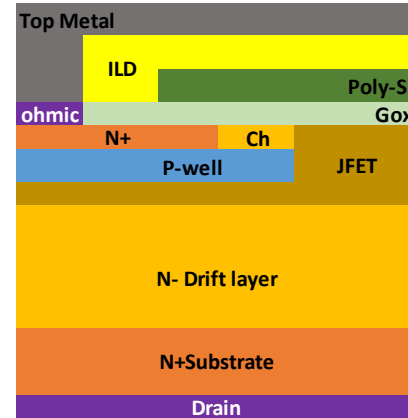 Top Metal
ILD
Poly-S
ohmic
Gox
N+
Ch
P-well
JFET
N- Drift layer
N+Substrate
Drain